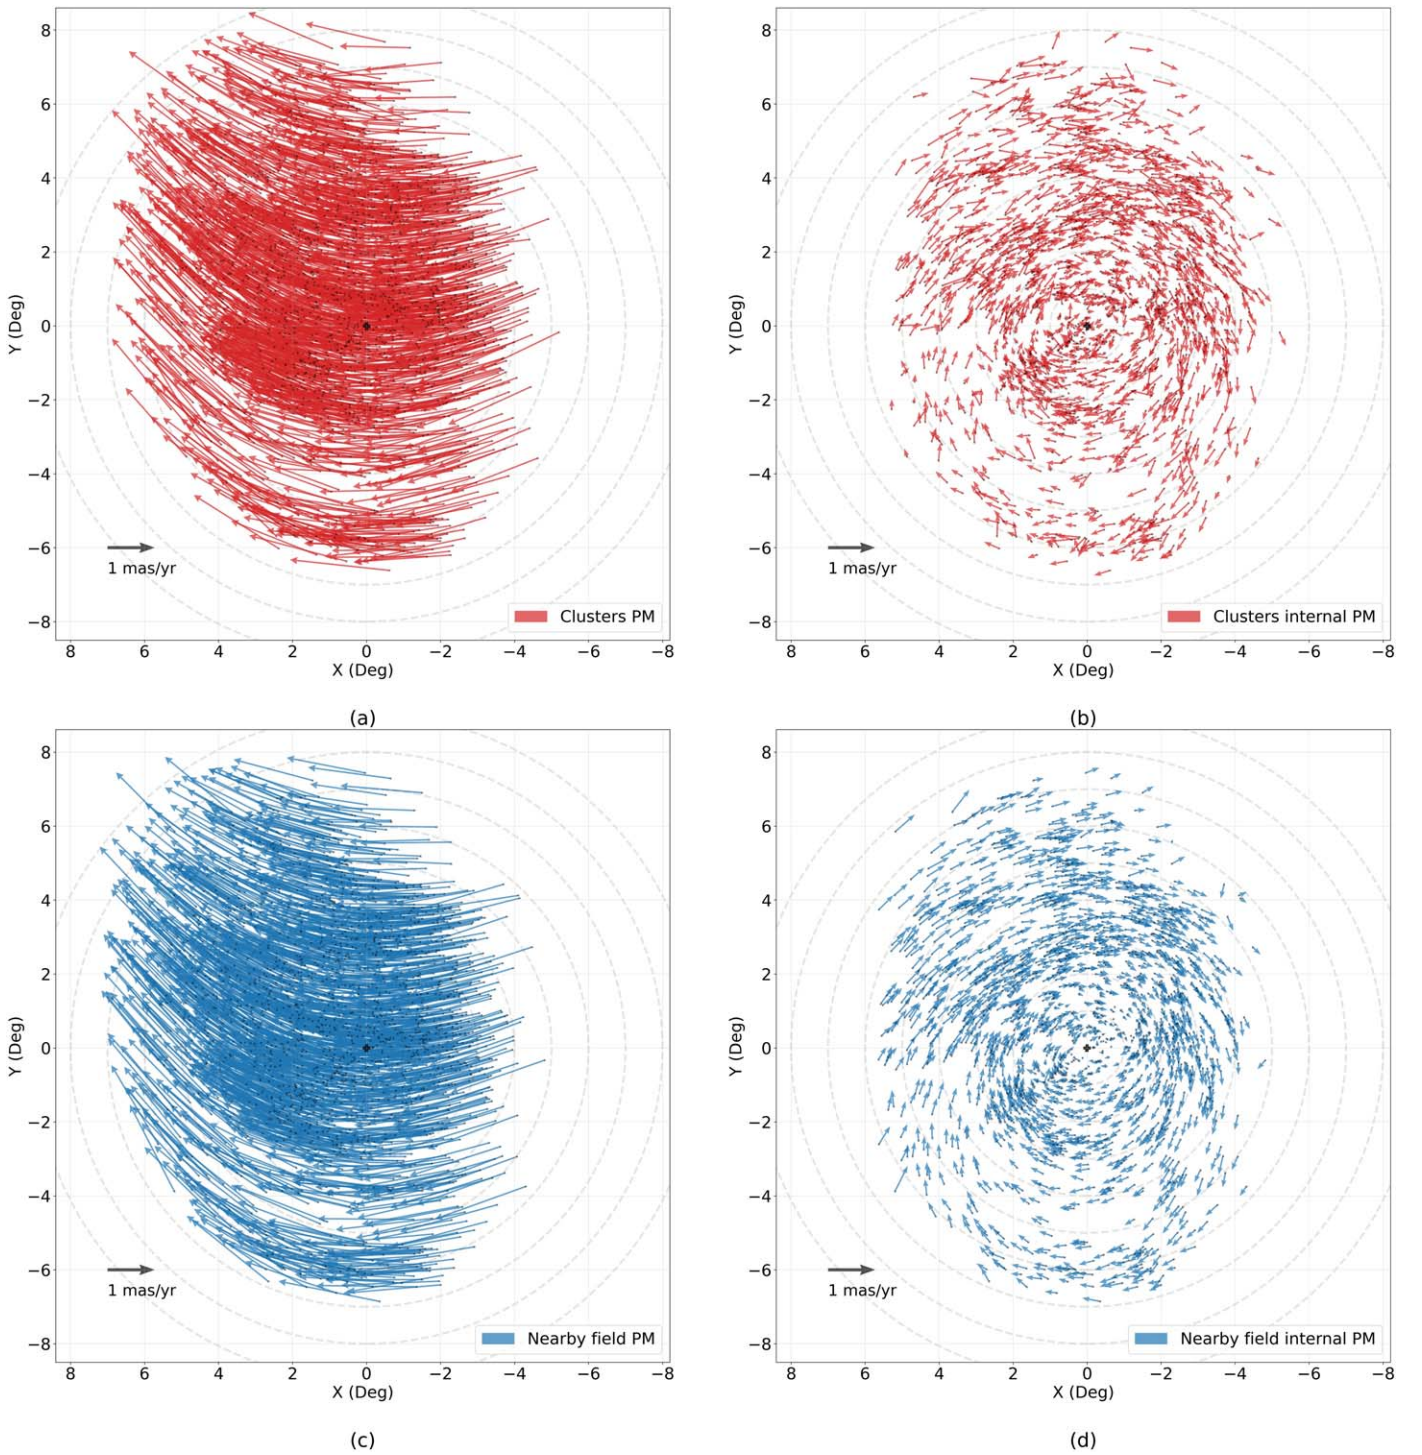 8
6
4
2
0
−2
−4
−6
−8
Y (Deg)
1 mas/yr
Clusters PM
8 6 4 2 0 −2 −4 −6 −8
X (Deg)
(a)
8
6
4
2
0
−2
−4
−6
−8
Y (Deg)
1 mas/yr
Clusters internal PM
8 6 4 2 0 −2 −4 −6 −8
X (Deg)
(b)
8
6
4
2
0
−2
−4
−6
−8
Y (Deg)
1 mas/yr
Nearby field PM
8 6 4 2 0 −2 −4 −6 −8
X (Deg)
(c)
8
6
4
2
0
−2
−4
−6
−8
Y (Deg)
1 mas/yr
Nearby field internal PM
8 6 4 2 0 −2 −4 −6 −8
X (Deg)
(d)